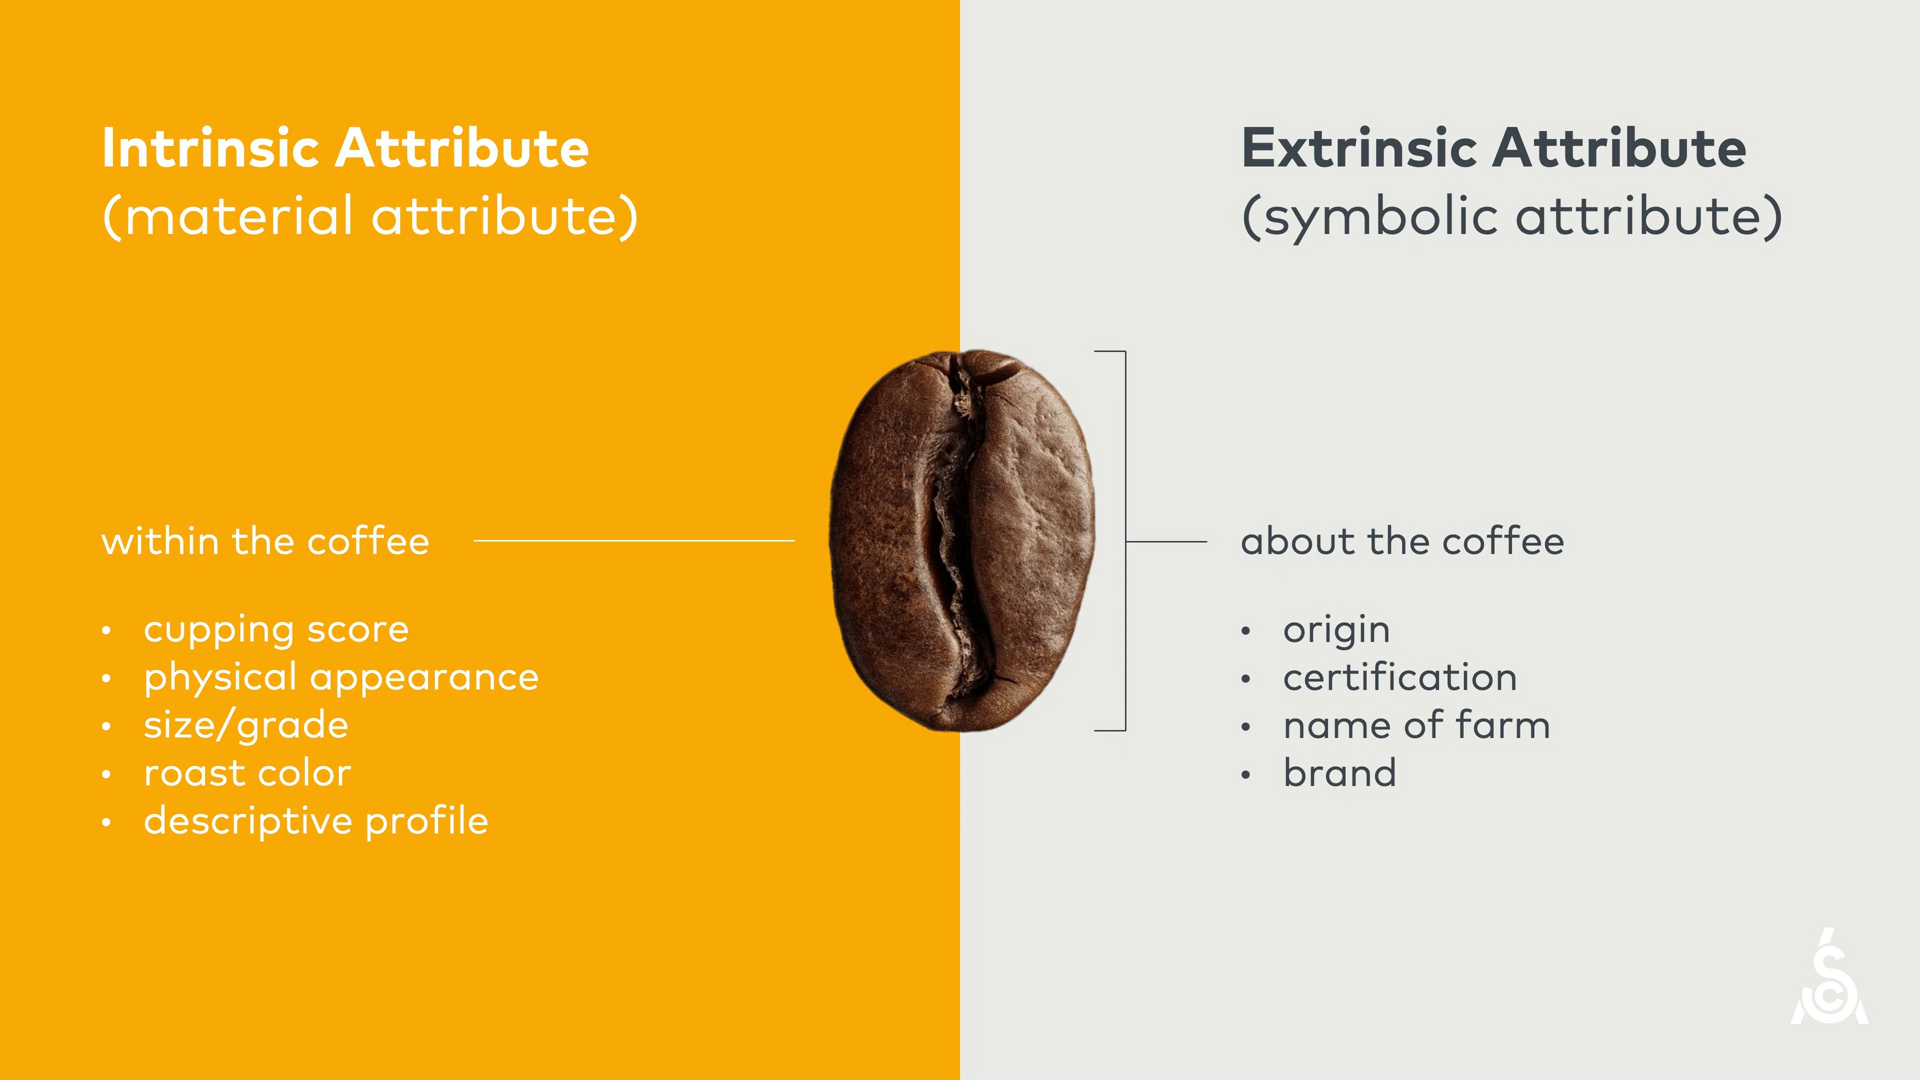 Intrinsic Attribute
(material attribute)
within the coffee
• cupping score
• physical appearance
• size/grade
• roast color
• descriptive profile
Extrinsic Attribute
(symbolic attribute)
about the coffee
• origin
• certification
• name of farm
• brand
SCA